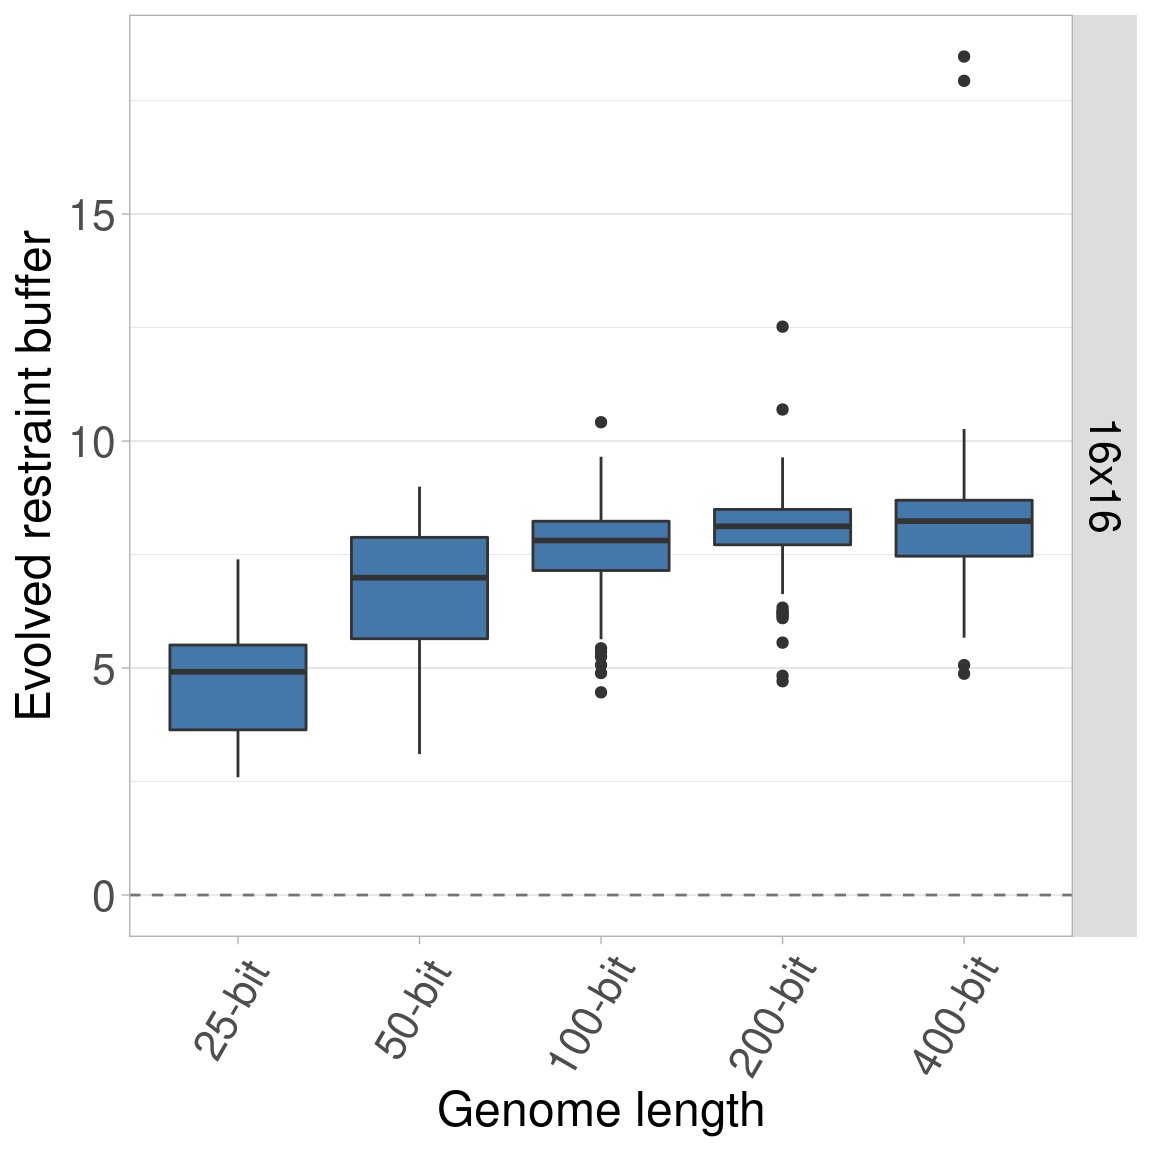 Evolved restraint buffer
15
10
5
0
16x16
25-bit
50-bit
100-bit
200-bit
400-bit
Genome length